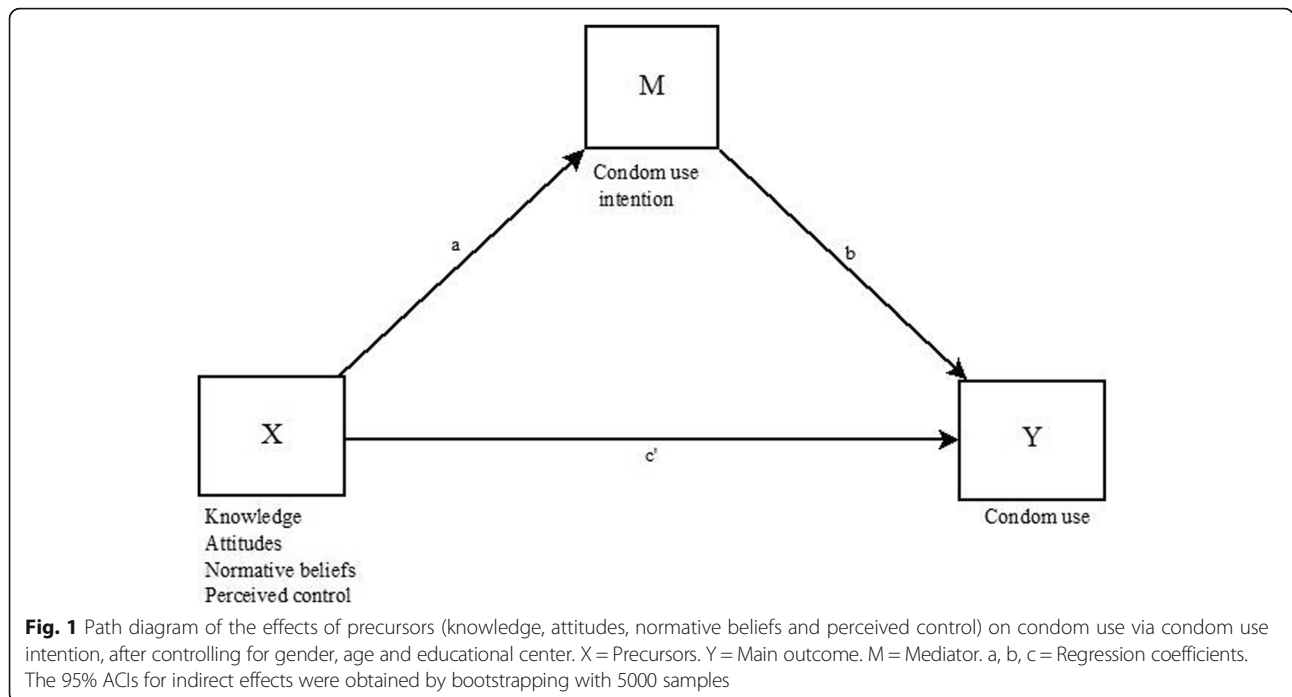 M
Condom use
intention
a
b
X
c'
Y
Knowledge
Attitudes
Normative beliefs
Perceived control
Condom use
Fig. 1 Path diagram of the effects of precursors (knowledge, attitudes, normative beliefs and perceived control) on condom use via condom use
intention, after controlling for gender, age and educational center. X = Precursors. Y = Main outcome. M = Mediator. a, b, c = Regression coefficients.
The 95% ACIs for indirect effects were obtained by bootstrapping with 5000 samples